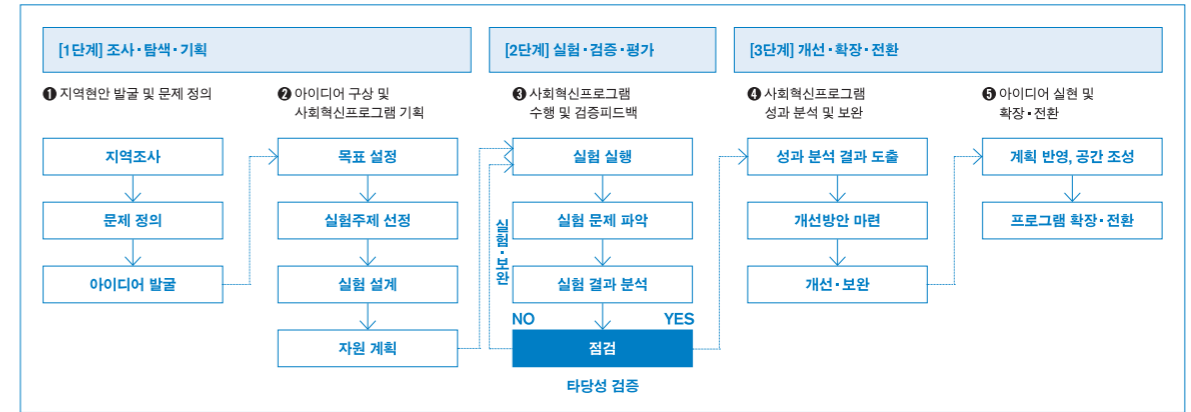 [1단계] 조사·탐색·기획
[2단계] 실험·검증·평가
[3단계] 개선·확장·전환
❶ 지역현안 발굴 및 문제 정의
❷ 아이디어 구상 및
사회혁신프로그램 기획
❸ 사회혁신프로그램
수행 및 검증피드백
❹ 사회혁신프로그램
성과 분석 및 보완
❺ 아이디어 실현 및
확장·전환
지역조사
문제 정의
아이디어 발굴
목표 설정
실험주제 선정
실험 설계
자원 계획
실험 실행
실험 문제 파악
실험 결과 분석
실험·보완
NO
YES
점검
타당성 검증
성과 분석 결과 도출
개선방안 마련
개선·보완
계획 반영, 공간 조성
프로그램 확장·전환